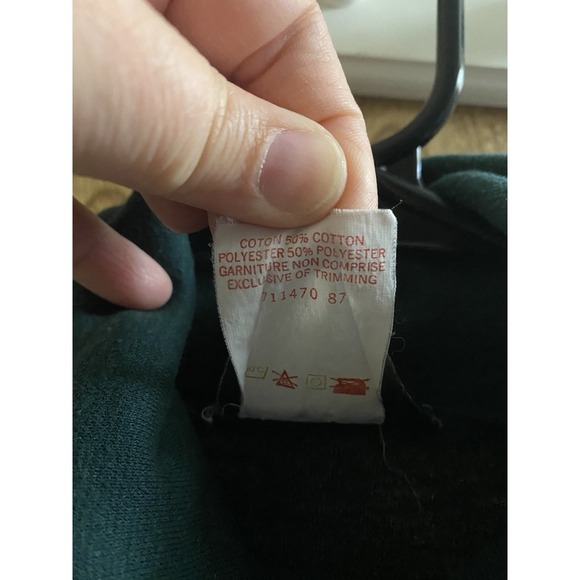 COTON 50% COTTON
POLYESTER 50% POLYESTER
GARNITURE NON COMPRISE
EXCLUSIVE OF TRIMMING
711470 87